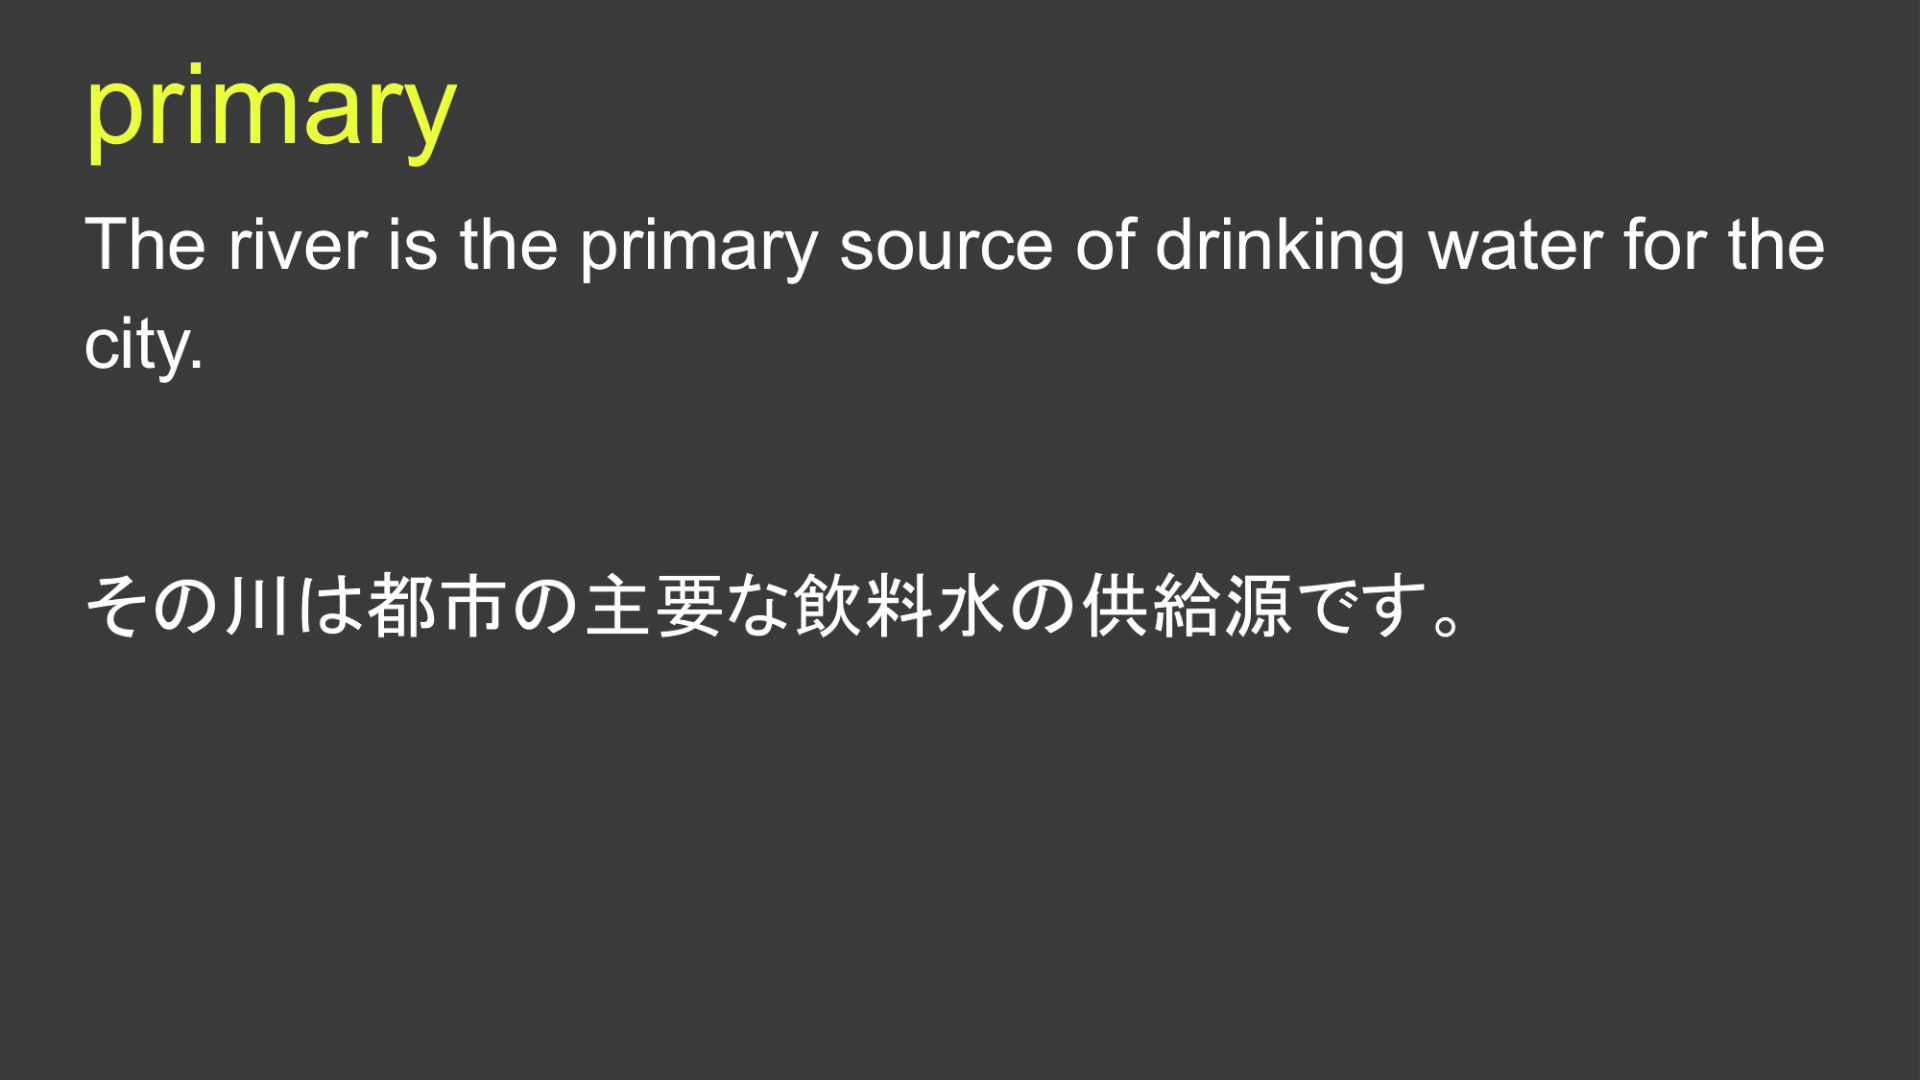 primary
The river is the primary source of drinking water for the
city.
その川は都市の主要な飲料水の供給源です。